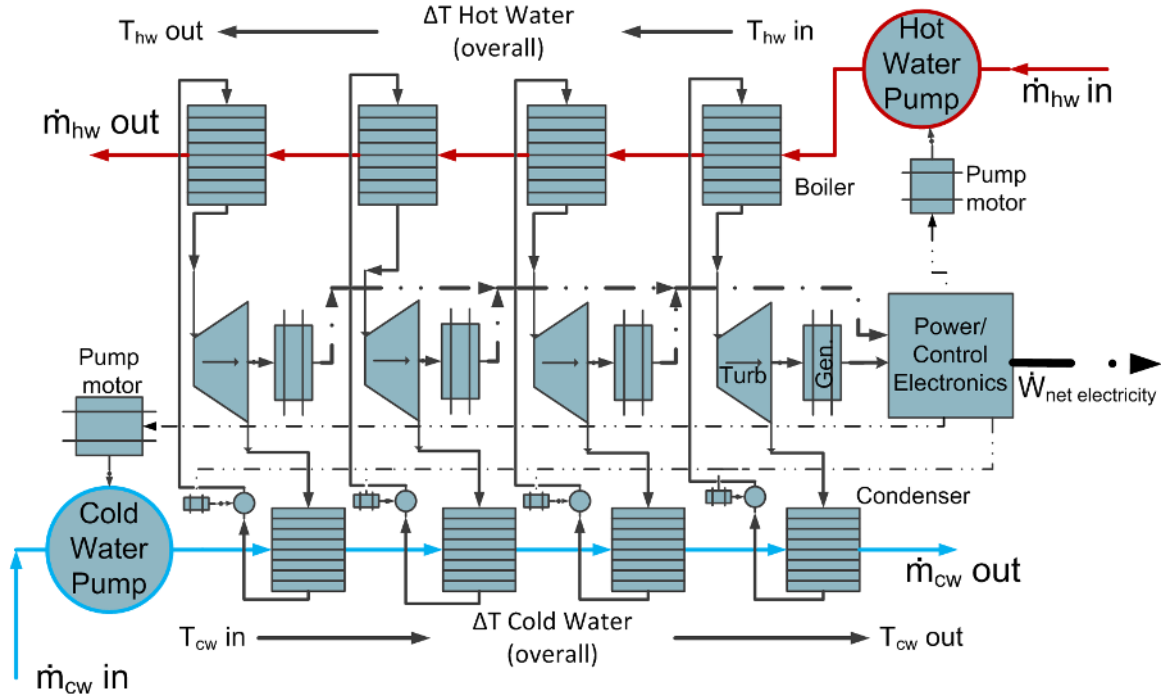 ΔT Hot Water
(overall)
T_hw out
T_hw in
Hot
Water
Pump
ṁ_hw in
ṁ_hw out
Boiler
Pump
motor
Power/
Control
Electronics
Ẇ_net electricity
Turb
Gen.
Pump
motor
Condenser
Cold
Water
Pump
ṁ_cw out
ṁ_cw in
T_cw in
ΔT Cold Water
(overall)
T_cw out